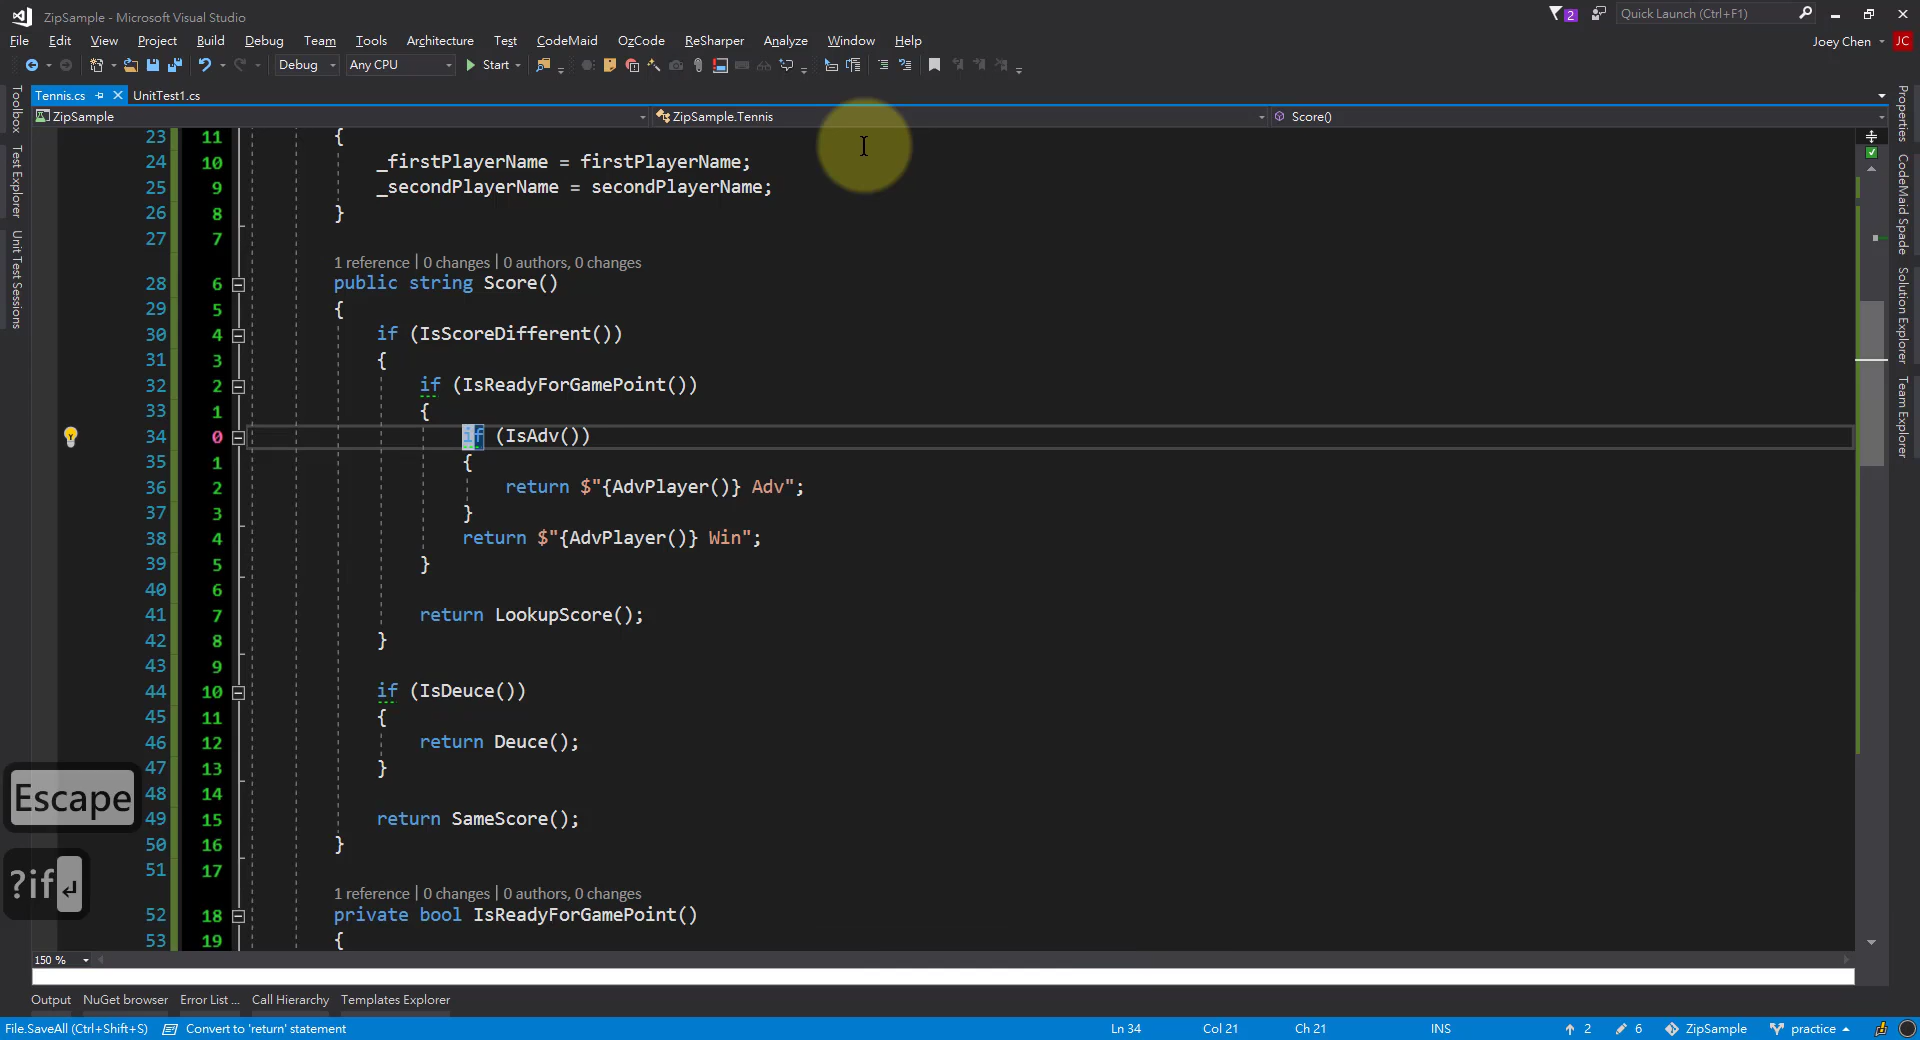 ZipSample - Microsoft Visual Studio
2
Quick Launch (Ctrl+F1)
File Edit View Project Build Debug Team Tools Architecture Test CodeMaid OzCode ReSharper Analyze Window Help
Joey Chen JC
Debug Any CPU Start
Tennis.cs UnitTest1.cs
ZipSample ZipSample.Tennis Score()
Toolbox
Test Explorer
Unit Test Sessions
23 11 {
24 10 _firstPlayerName = firstPlayerName;
25 9 _secondPlayerName = secondPlayerName;
26 8 }
27 7
1 reference | 0 changes | 0 authors, 0 changes
28 6 public string Score()
29 5 {
30 4 if (IsScoreDifferent())
31 3 {
32 2 if (IsReadyForGamePoint())
33 1 {
34 0 if (IsAdv())
35 1 {
36 2 return $"{AdvPlayer()} Adv";
37 3 }
38 4 return $"{AdvPlayer()} Win";
39 5 }
40 6
41 7 return LookupScore();
42 8 }
43 9
44 10 if (IsDeuce())
45 11 {
46 12 return Deuce();
47 13 }
48 14
49 15 return SameScore();
50 16 }
51 17
1 reference | 0 changes | 0 authors, 0 changes
52 18 private bool IsReadyForGamePoint()
53 19 {
Escape
?if↵
Properties
CodeMaid Spade
Solution Explorer
Team Explorer
150 %
Output NuGet browser Error List ... Call Hierarchy Templates Explorer
File.SaveAll (Ctrl+Shift+S) Convert to 'return' statement Ln 34 Col 21 Ch 21 INS 2 6 ZipSample practice